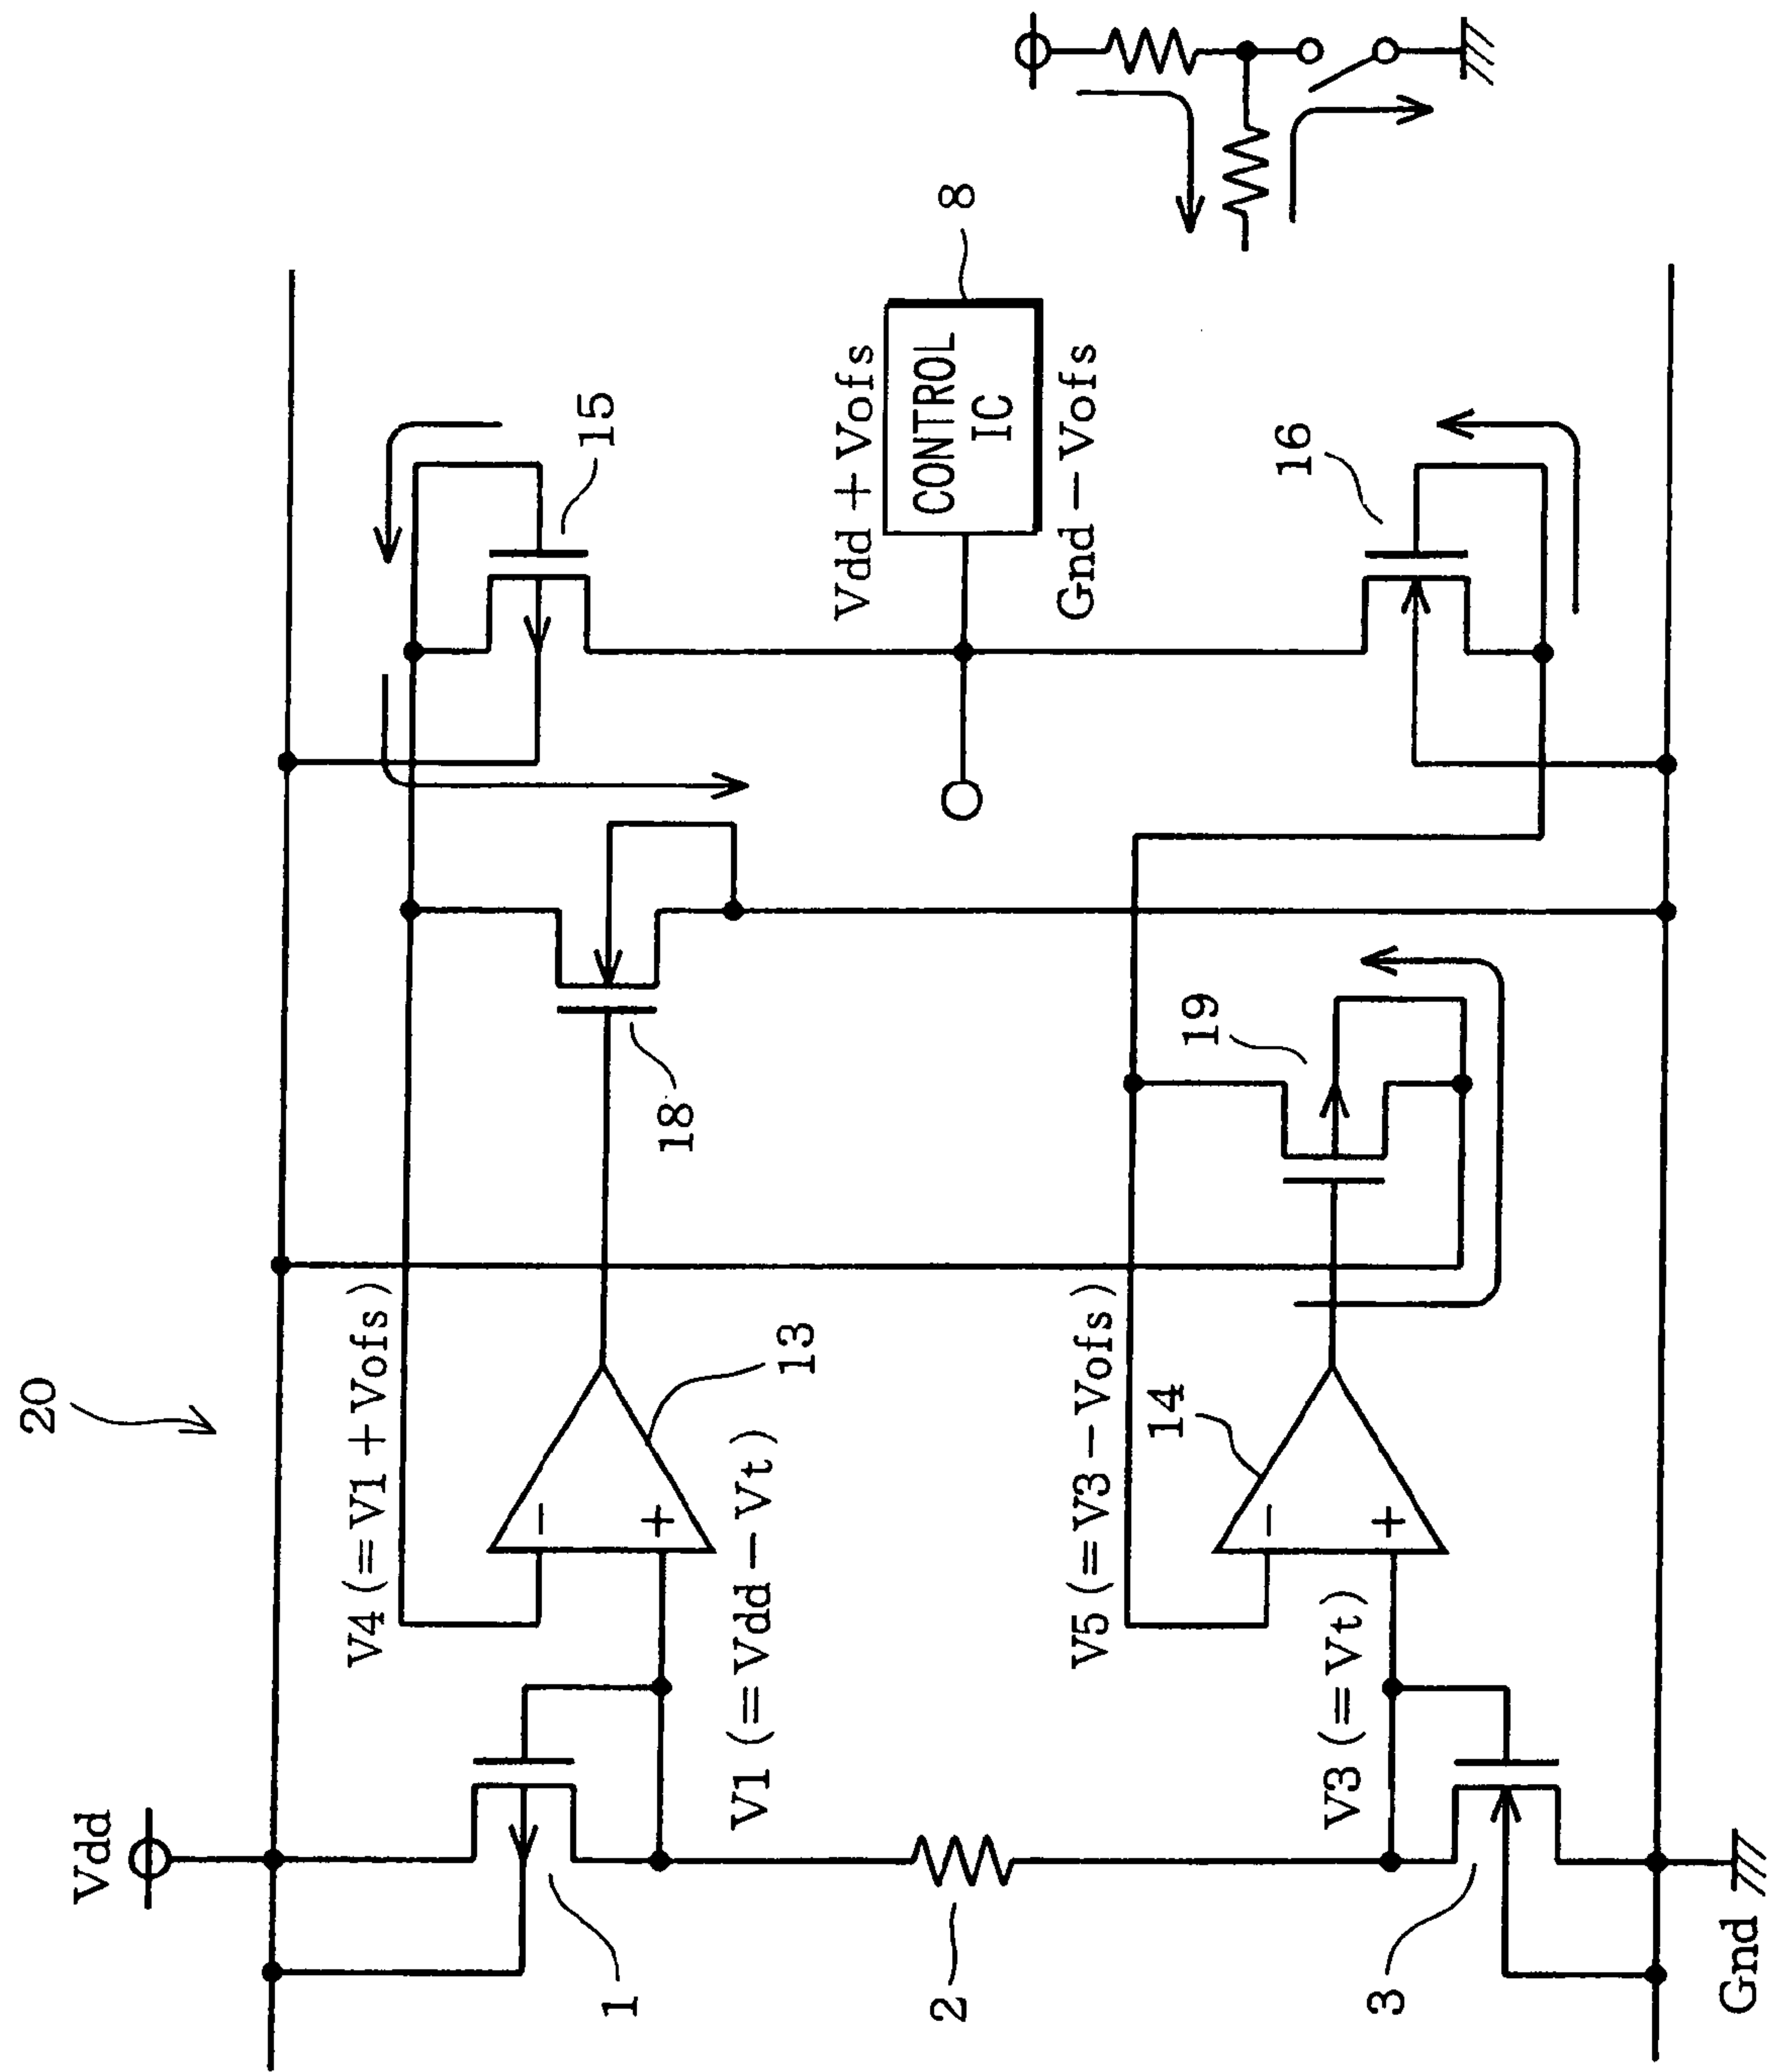 20
Vdd
V4 (=V1+Vofs)
15
1
18
13
V1 (=Vdd-Vt)
Vdd+Vofs
CONTROL
IC
8
Gnd-Vofs
2
V5 (=V3-Vofs)
19
14
16
V3 (=Vt)
3
Gnd